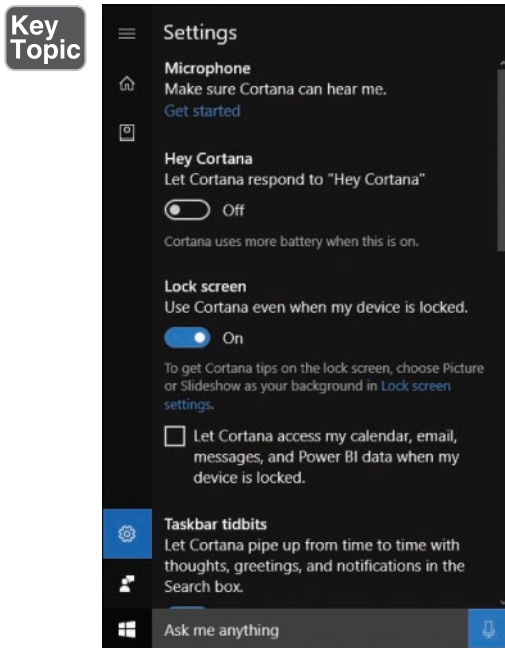 Key
Topic
Settings
Microphone
Make sure Cortana can hear me.
Get started
Hey Cortana
Let Cortana respond to "Hey Cortana"
Off
Cortana uses more battery when this is on.
Lock screen
Use Cortana even when my device is locked.
On
To get Cortana tips on the lock screen, choose Picture
or Slideshow as your background in Lock screen
settings.
Let Cortana access my calendar, email,
messages, and Power BI data when my
device is locked.
Taskbar tidbits
Let Cortana pipe up from time to time with
thoughts, greetings, and notifications in the
Search box.
Ask me anything